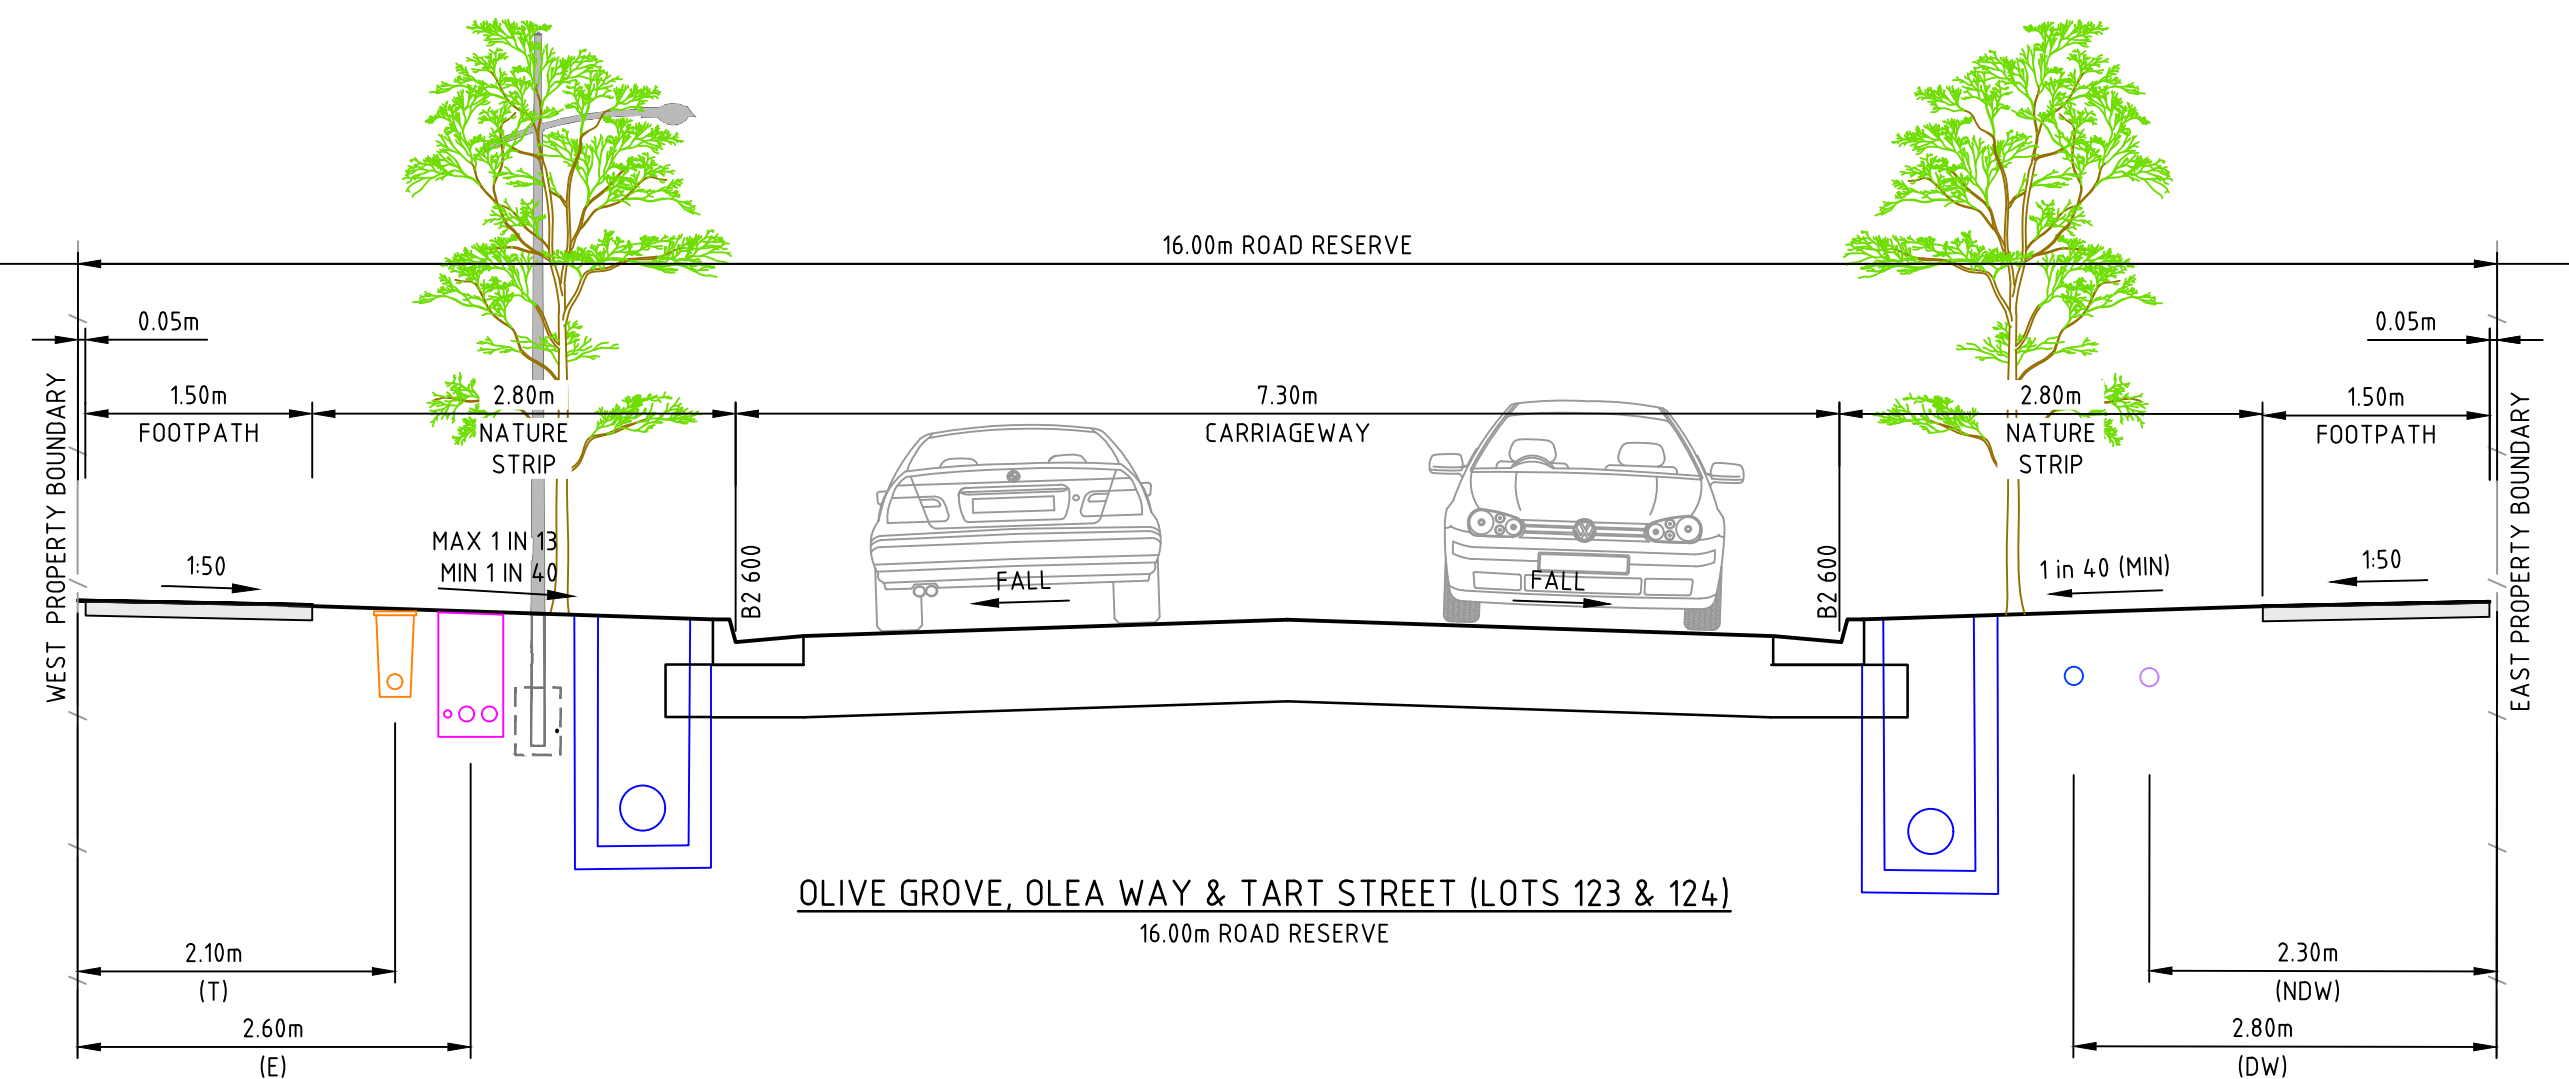 16.00m ROAD RESERVE
0.05m
0.05m
1.50m
FOOTPATH
2.80m
NATURE
STRIP
7.30m
CARRIAGEWAY
2.80m
NATURE
STRIP
1.50m
FOOTPATH
WEST PROPERTY BOUNDARY
EAST PROPERTY BOUNDARY
1:50
MAX 1 IN 13
MIN 1 IN 40
B2 600
FALL
FALL
B2 600
1 in 40 (MIN)
1:50
OLIVE GROVE, OLEA WAY & TART STREET (LOTS 123 & 124)
16.00m ROAD RESERVE
2.10m
(T)
2.60m
(E)
2.30m
(NDW)
2.80m
(DW)